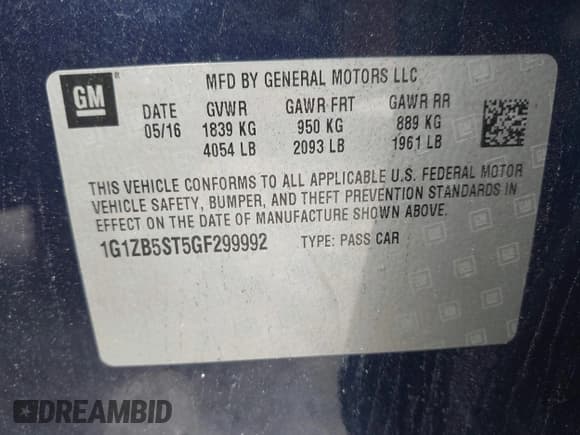 GM ®
MFD BY GENERAL MOTORS LLC
DATE GVWR GAWR FRT GAWR RR
05/16 1839 KG 950 KG 889 KG
4054 LB 2093 LB 1961 LB
THIS VEHICLE CONFORMS TO ALL APPLICABLE U.S. FEDERAL MOTOR
VEHICLE SAFETY, BUMPER, AND THEFT PREVENTION STANDARDS IN
EFFECT ON THE DATE OF MANUFACTURE SHOWN ABOVE.
1G1ZB5ST5GF299992 TYPE: PASS CAR
DREAMBID